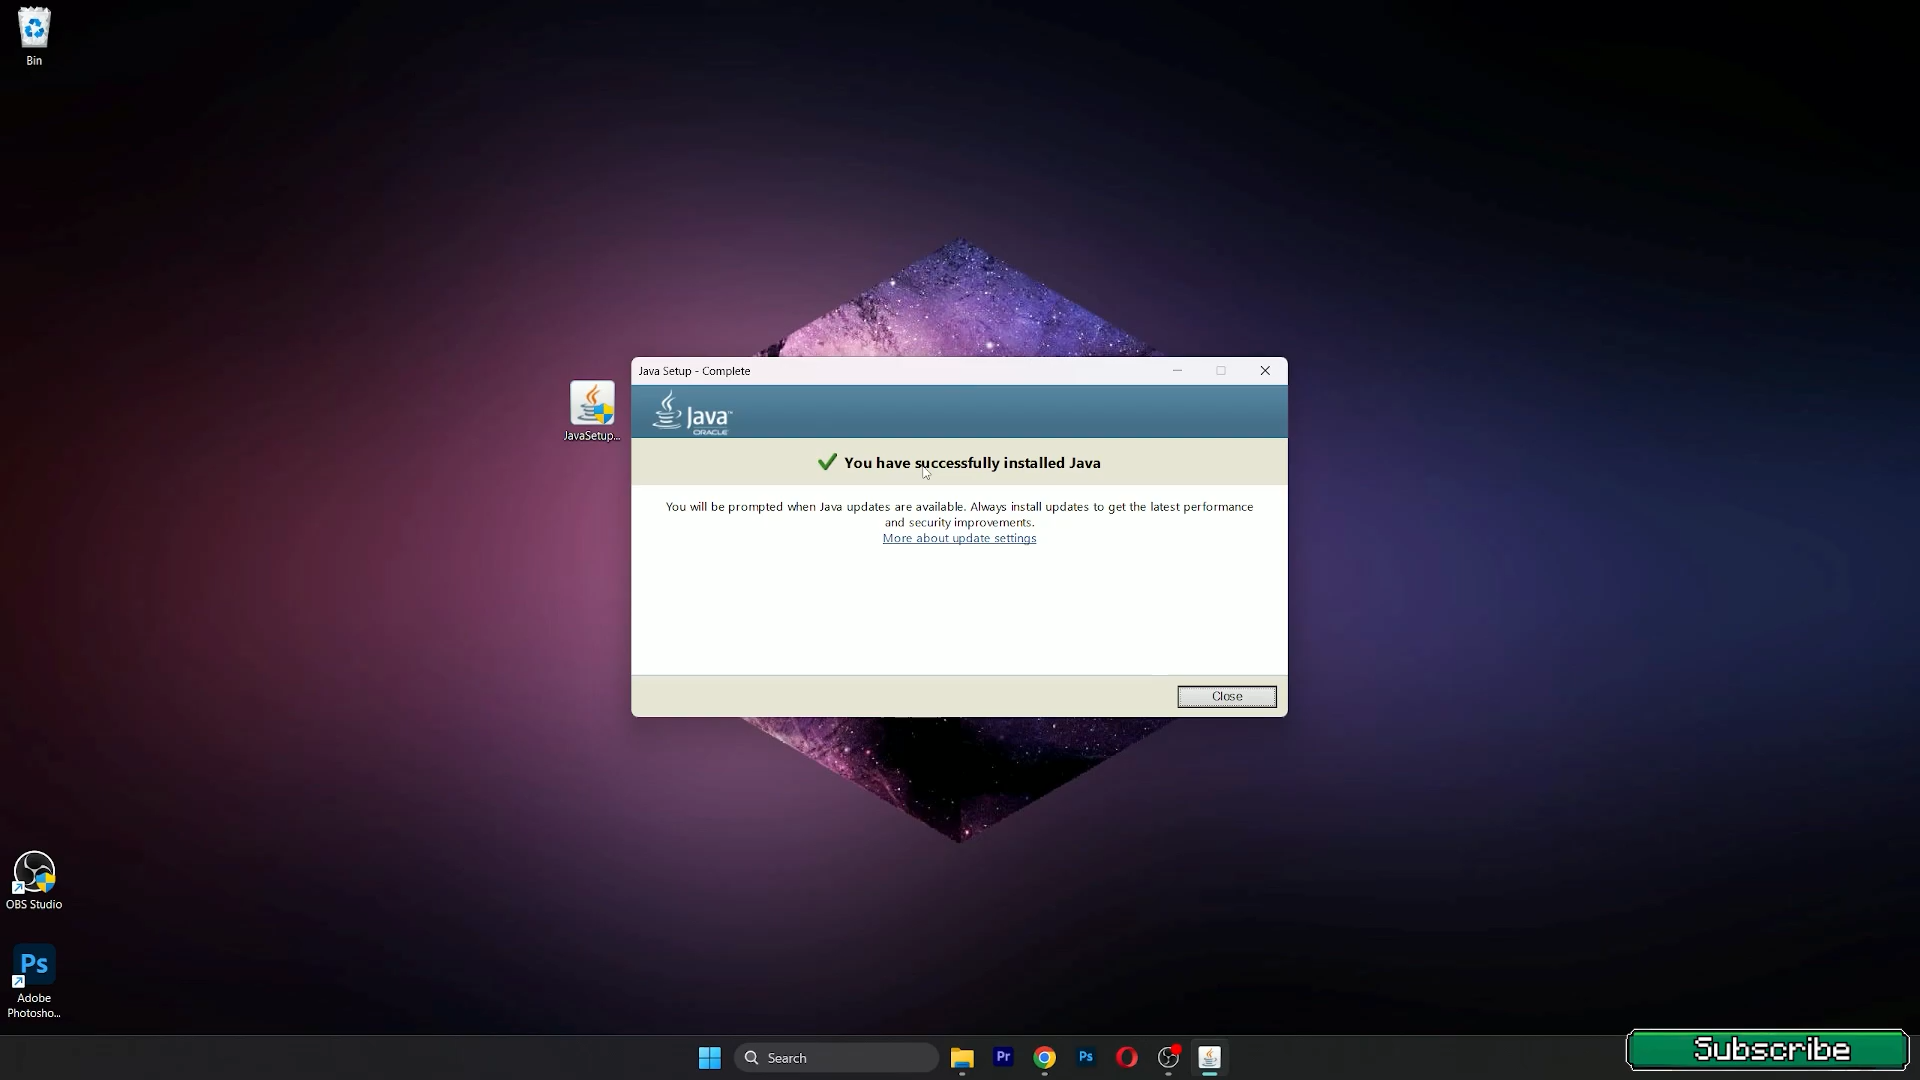 Bin
Java Setup - Complete
Java™
ORACLE
JavaSetup...
You have successfully installed Java
You will be prompted when Java updates are available. Always install updates to get the latest performance
and security improvements.
More about update settings
Close
OBS Studio
Ps
Adobe
Photosho...
Search
Pr
Ps
Subscribe